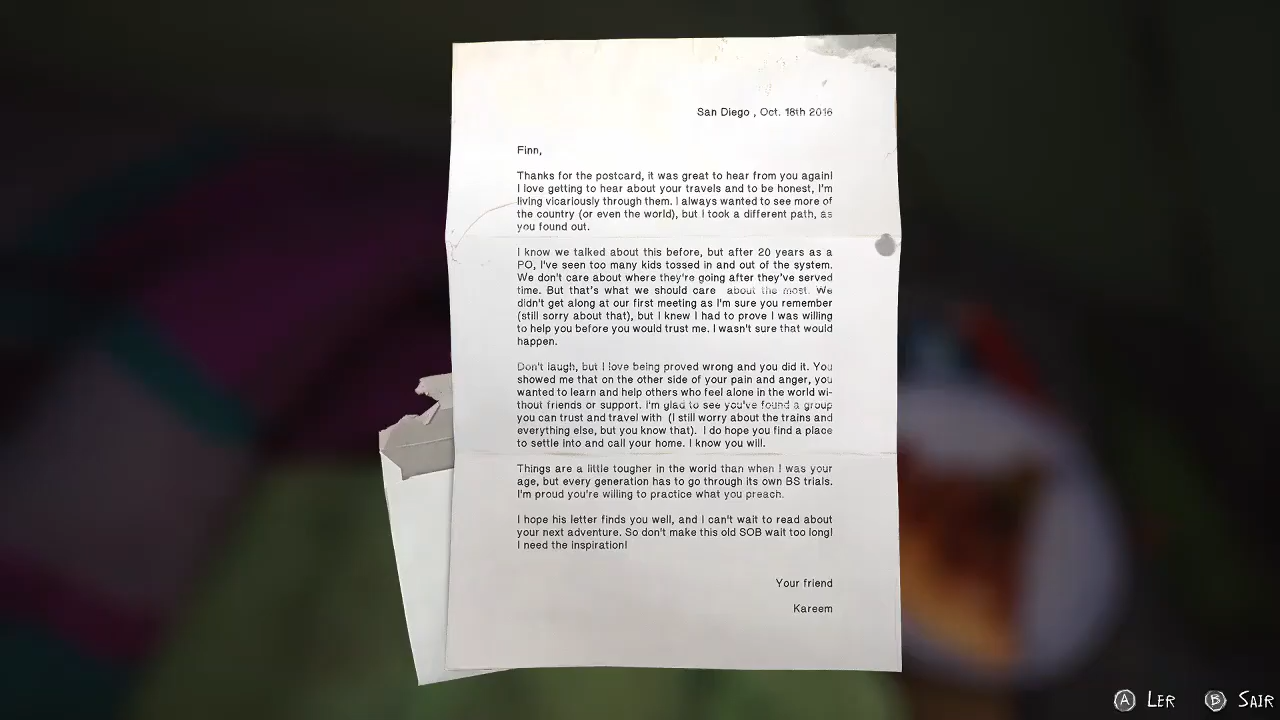 San Diego , Oct. 18th 2016
Finn,
Thanks for the postcard, it was great to hear from you again!
I love getting to hear about your travels and to be honest, I'm
living vicariously through them. I always wanted to see more of
the country (or even the world), but I took a different path, as
you found out.
I know we talked about this before, but after 20 years as a
PO, I've seen too many kids tossed in and out of the system.
We don't care about where they're going after they've served
time. But that's what we should care about the most. We
didn't get along at our first meeting as I'm sure you remember
(still sorry about that), but I knew I had to prove I was willing
to help you before you would trust me. I wasn't sure that would
happen.
Don't laugh, but I love being proved wrong and you did it. You
showed me that on the other side of your pain and anger, you
wanted to learn and help others who feel alone in the world wi-
thout friends or support. I'm glad to see you've found a group
you can trust and travel with (I still worry about the trains and
everything else, but you know that). I do hope you find a place
to settle into and call your home. I know you will.
Things are a little tougher in the world than when I was your
age, but every generation has to go through its own BS trials.
I'm proud you're willing to practice what you preach.
I hope his letter finds you well, and I can't wait to read about
your next adventure. So don't make this old SOB wait too long!
I need the inspiration!
Your friend
Kareem
A LER B SAIR